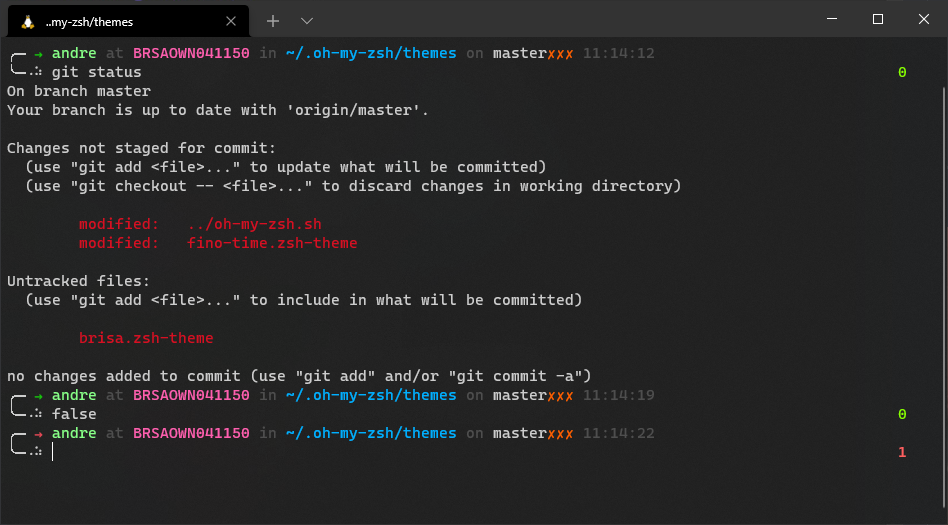 ..my-zsh/themes
╭─ → andre at BRSAOWN041150 in ~/.oh-my-zsh/themes on master✗✗✗ 11:14:12
╰─⠨⠕ git status 0
On branch master
Your branch is up to date with 'origin/master'.
Changes not staged for commit:
(use "git add <file>..." to update what will be committed)
(use "git checkout -- <file>..." to discard changes in working directory)
modified: ../oh-my-zsh.sh
modified: fino-time.zsh-theme
Untracked files:
(use "git add <file>..." to include in what will be committed)
brisa.zsh-theme
no changes added to commit (use "git add" and/or "git commit -a")
╭─ → andre at BRSAOWN041150 in ~/.oh-my-zsh/themes on master✗✗✗ 11:14:19
╰─⠨⠕ false 0
╭─ → andre at BRSAOWN041150 in ~/.oh-my-zsh/themes on master✗✗✗ 11:14:22
╰─⠨⠕ 1